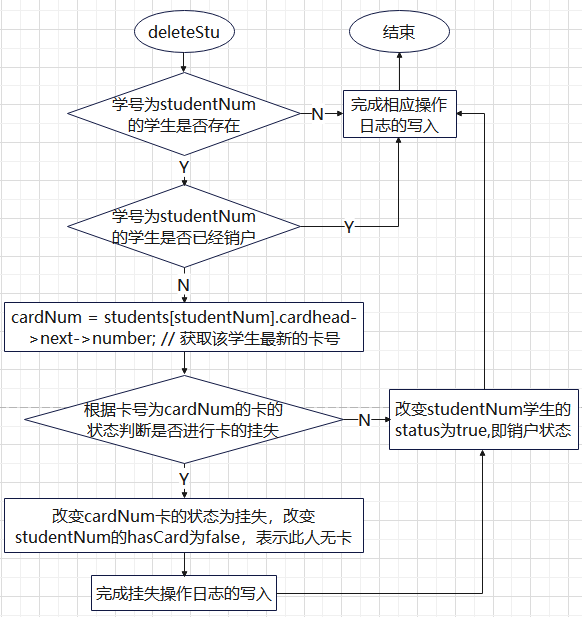 deleteStu
结束
学号为studentNum
的学生是否存在
N
完成相应操作
日志的写入
Y
学号为studentNum
的学生是否已经销户
Y
N
cardNum = students[studentNum].cardhead-
>next->number; // 获取该学生最新的卡号
根据卡号为cardNum的卡的
状态判断是否进行卡的挂失
N
改变studentNum学生的
status为true,即销户状态
Y
改变cardNum卡的状态为挂失，改变
studentNum的hasCard为false，表示此人无卡
完成挂失操作日志的写入